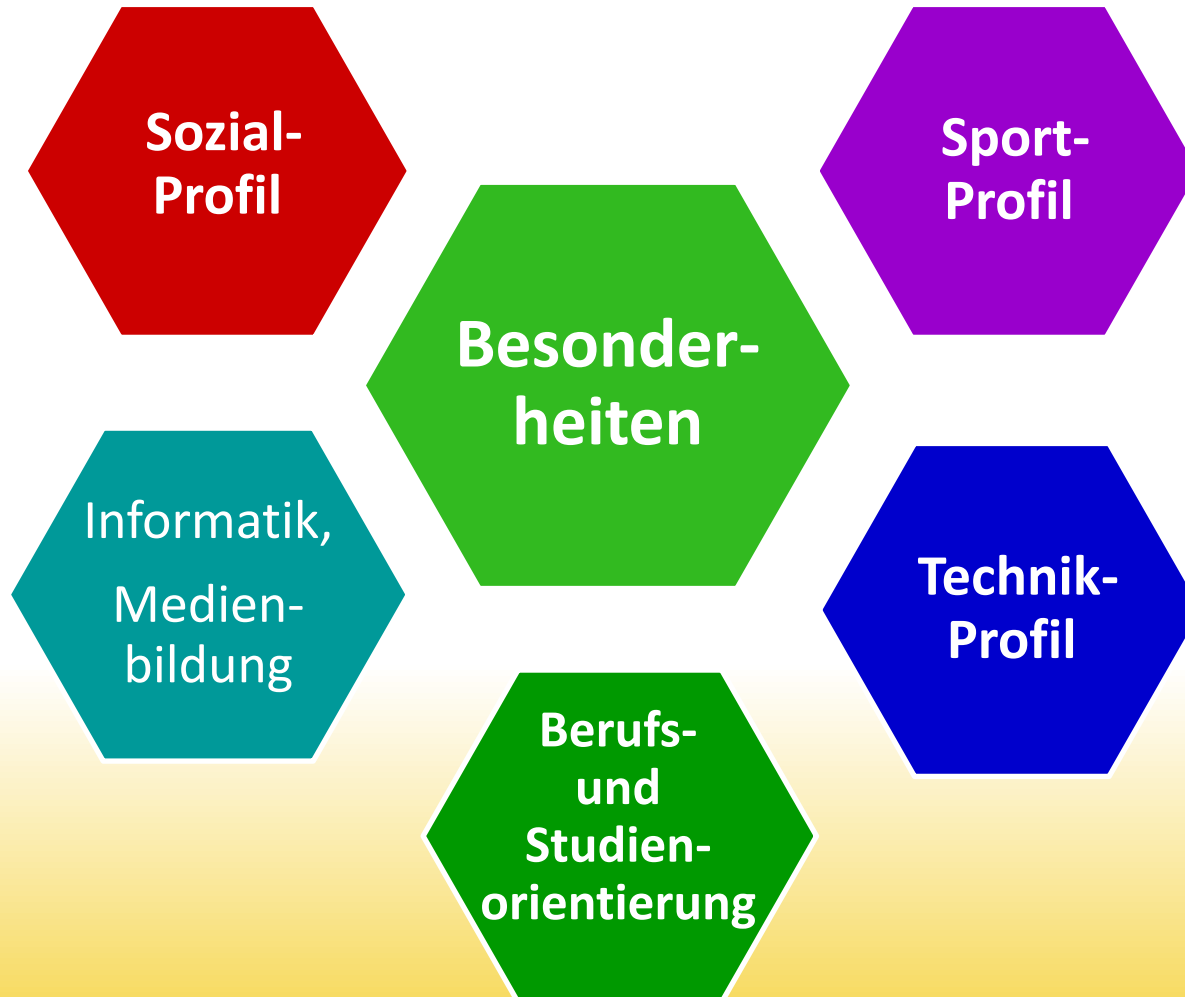 Sozial-
Profil
Sport-
Profil
Besonder-
heiten
Informatik,
Medien-
bildung
Technik-
Profil
Berufs-
und
Studien-
orientierung